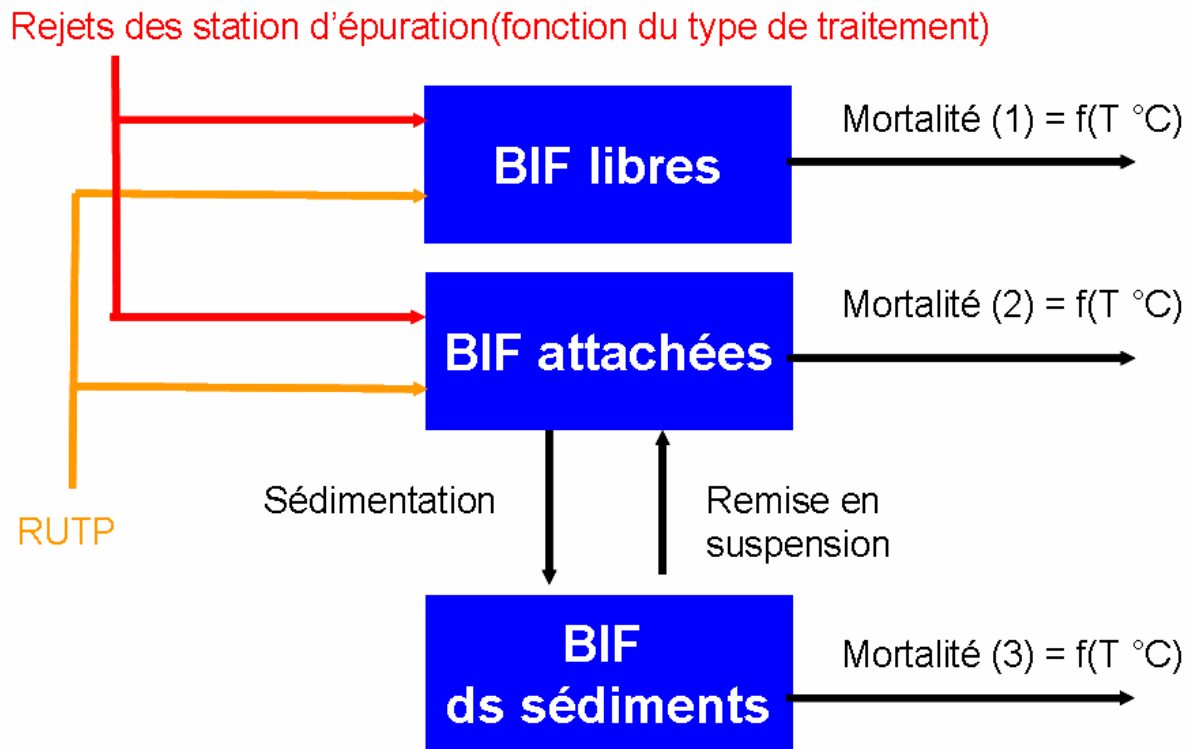 Rejets des station d'épuration(fonction du type de traitement)
BIF libres
Mortalité (1) = f(T °C)
BIF attachées
Mortalité (2) = f(T °C)
Sédimentation
Remise en
suspension
RUTP
BIF
ds sédiments
Mortalité (3) = f(T °C)